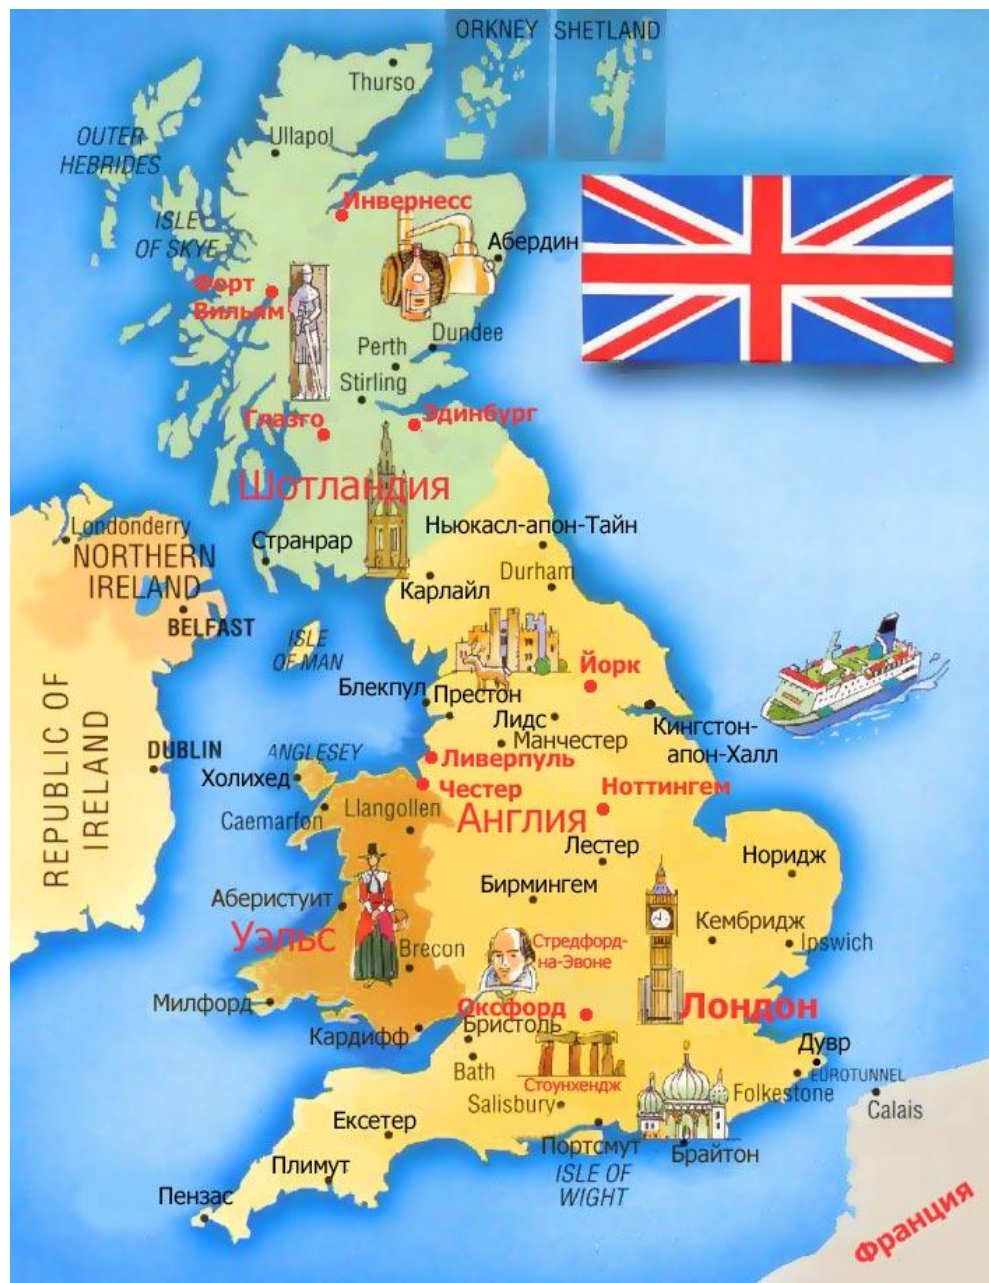 ORKNEY
SHETLAND
Thurso
OUTER
HEBRIDES
Ullapol
ISLE
OF SKYE
Инвернесс
Абердин
Форт
Вильям
Dundee
Perth
Stirling
Глазго
Эдинбург
Шотландия
Londonderry
NORTHERN
IRELAND
Странрар
Ньюкасл-апон-Тайн
Durham
Карлайл
BELFAST
ISLE
OF MAN
Йорк
Блекпул
Престон
Лидс
Кингстон-
апон-Халл
Манчестер
REPUBLIC OF
IRELAND
DUBLIN
ANGLESEY
Ливерпуль
Холихед
Честер
Ноттингем
Caemarfon
Llangollen
Англия
Лестер
Норидж
Бирмингем
Аберистуит
Уэльс
Кембридж
Brecon
Стредфорд-
на-Эвоне
Ipswich
Милфорд
Оксфорд
Лондон
Кардифф
Бристоль
Дувр
Bath
Стоунхендж
EUROTUNNEL
Folkestone
Calais
Salisbury
Ексетер
Портсмут
Брайтон
Плимут
ISLE OF
WIGHT
Пензас
Франция